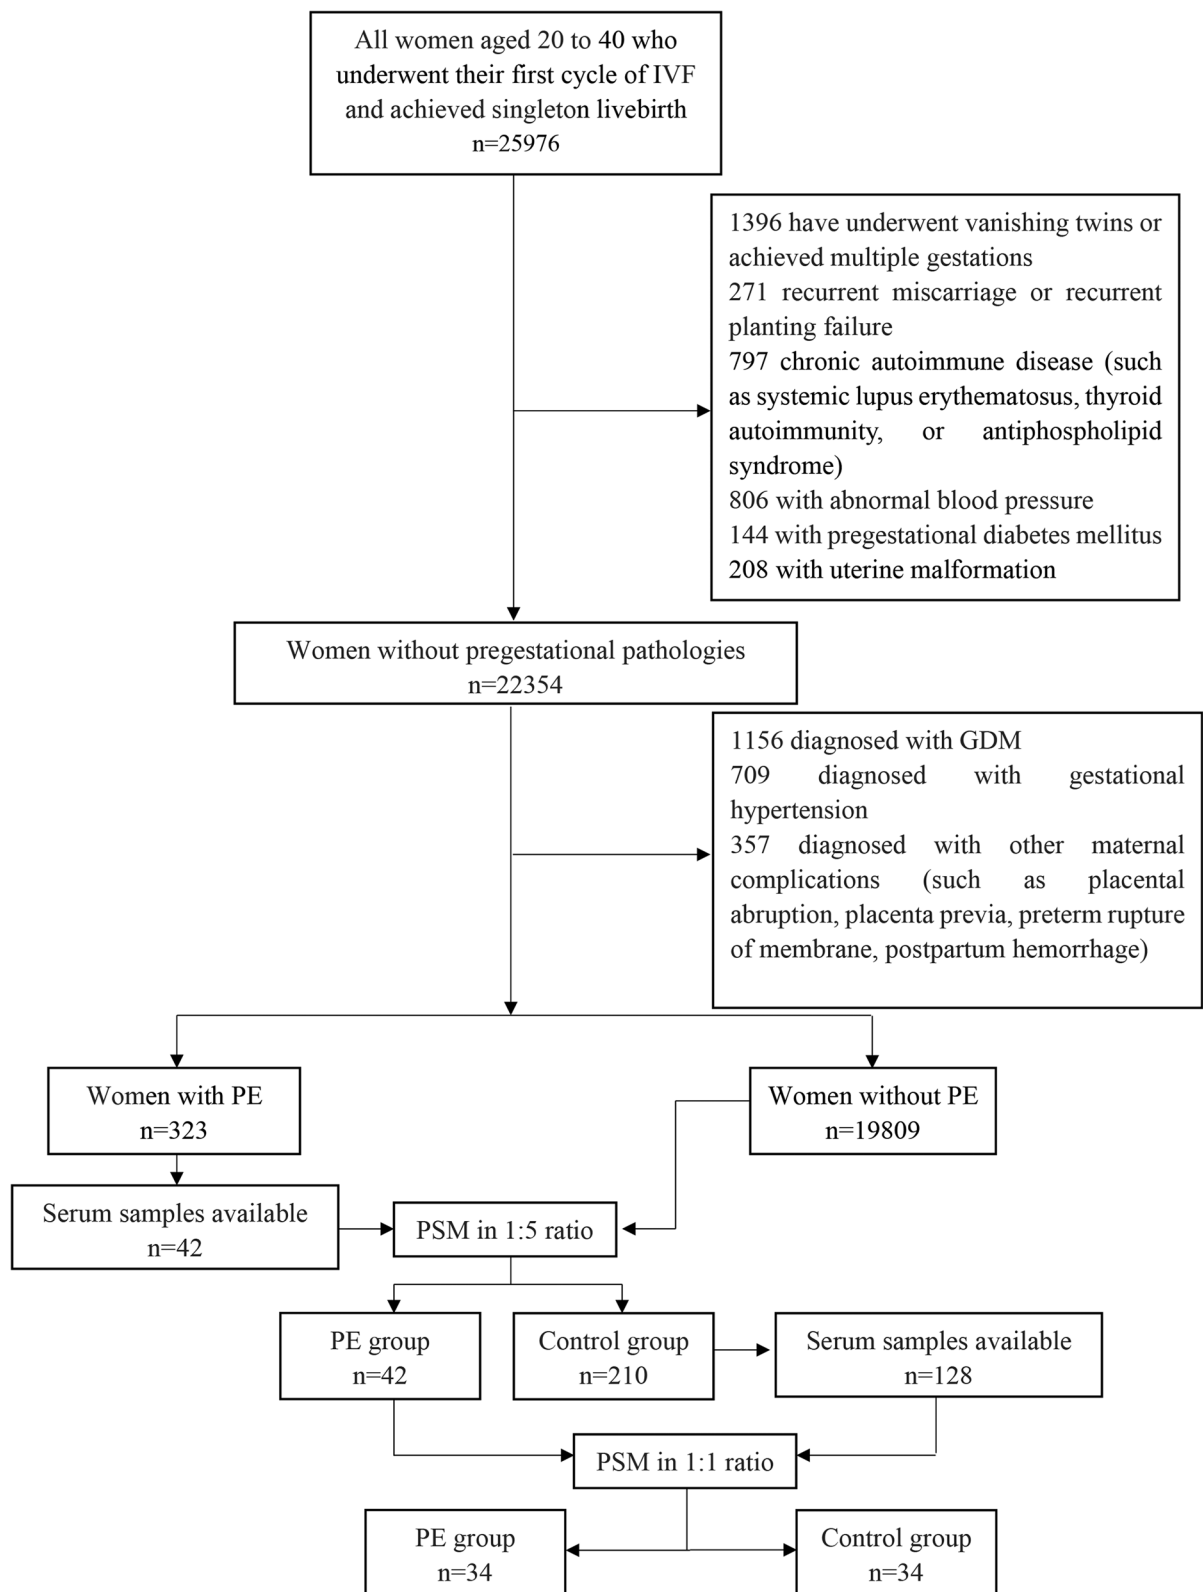 All women aged 20 to 40 who
underwent their first cycle of IVF
and achieved singleton livebirth
n=25976
1396 have underwent vanishing twins or
achieved multiple gestations
271 recurrent miscarriage or recurrent
planting failure
797 chronic autoimmune disease (such
as systemic lupus erythematosus, thyroid
autoimmunity, or antiphospholipid
syndrome)
806 with abnormal blood pressure
144 with pregestational diabetes mellitus
208 with uterine malformation
Women without pregestational pathologies
n=22354
1156 diagnosed with GDM
709 diagnosed with gestational
hypertension
357 diagnosed with other maternal
complications (such as placental
abruption, placenta previa, preterm rupture
of membrane, postpartum hemorrhage)
Women with PE
n=323
Women without PE
n=19809
Serum samples available
n=42
PSM in 1:5 ratio
PE group
n=42
Control group
n=210
Serum samples available
n=128
PSM in 1:1 ratio
PE group
n=34
Control group
n=34